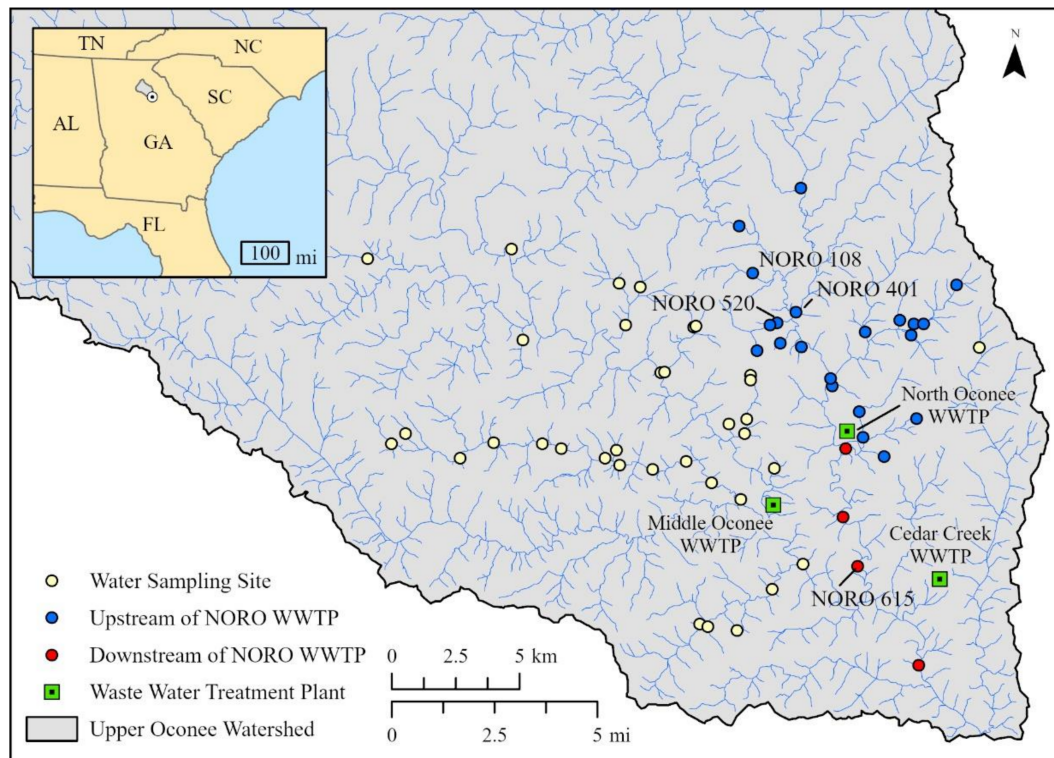 TN
NC
SC
AL
GA
FL
100 mi
N
NORO 108
NORO 401
NORO 520
North Oconee
WWTP
Middle Oconee
WWTP
Cedar Creek
WWTP
NORO 615
Water Sampling Site
Upstream of NORO WWTP
Downstream of NORO WWTP
Waste Water Treatment Plant
Upper Oconee Watershed
0 2.5 5 km
0 2.5 5 mi